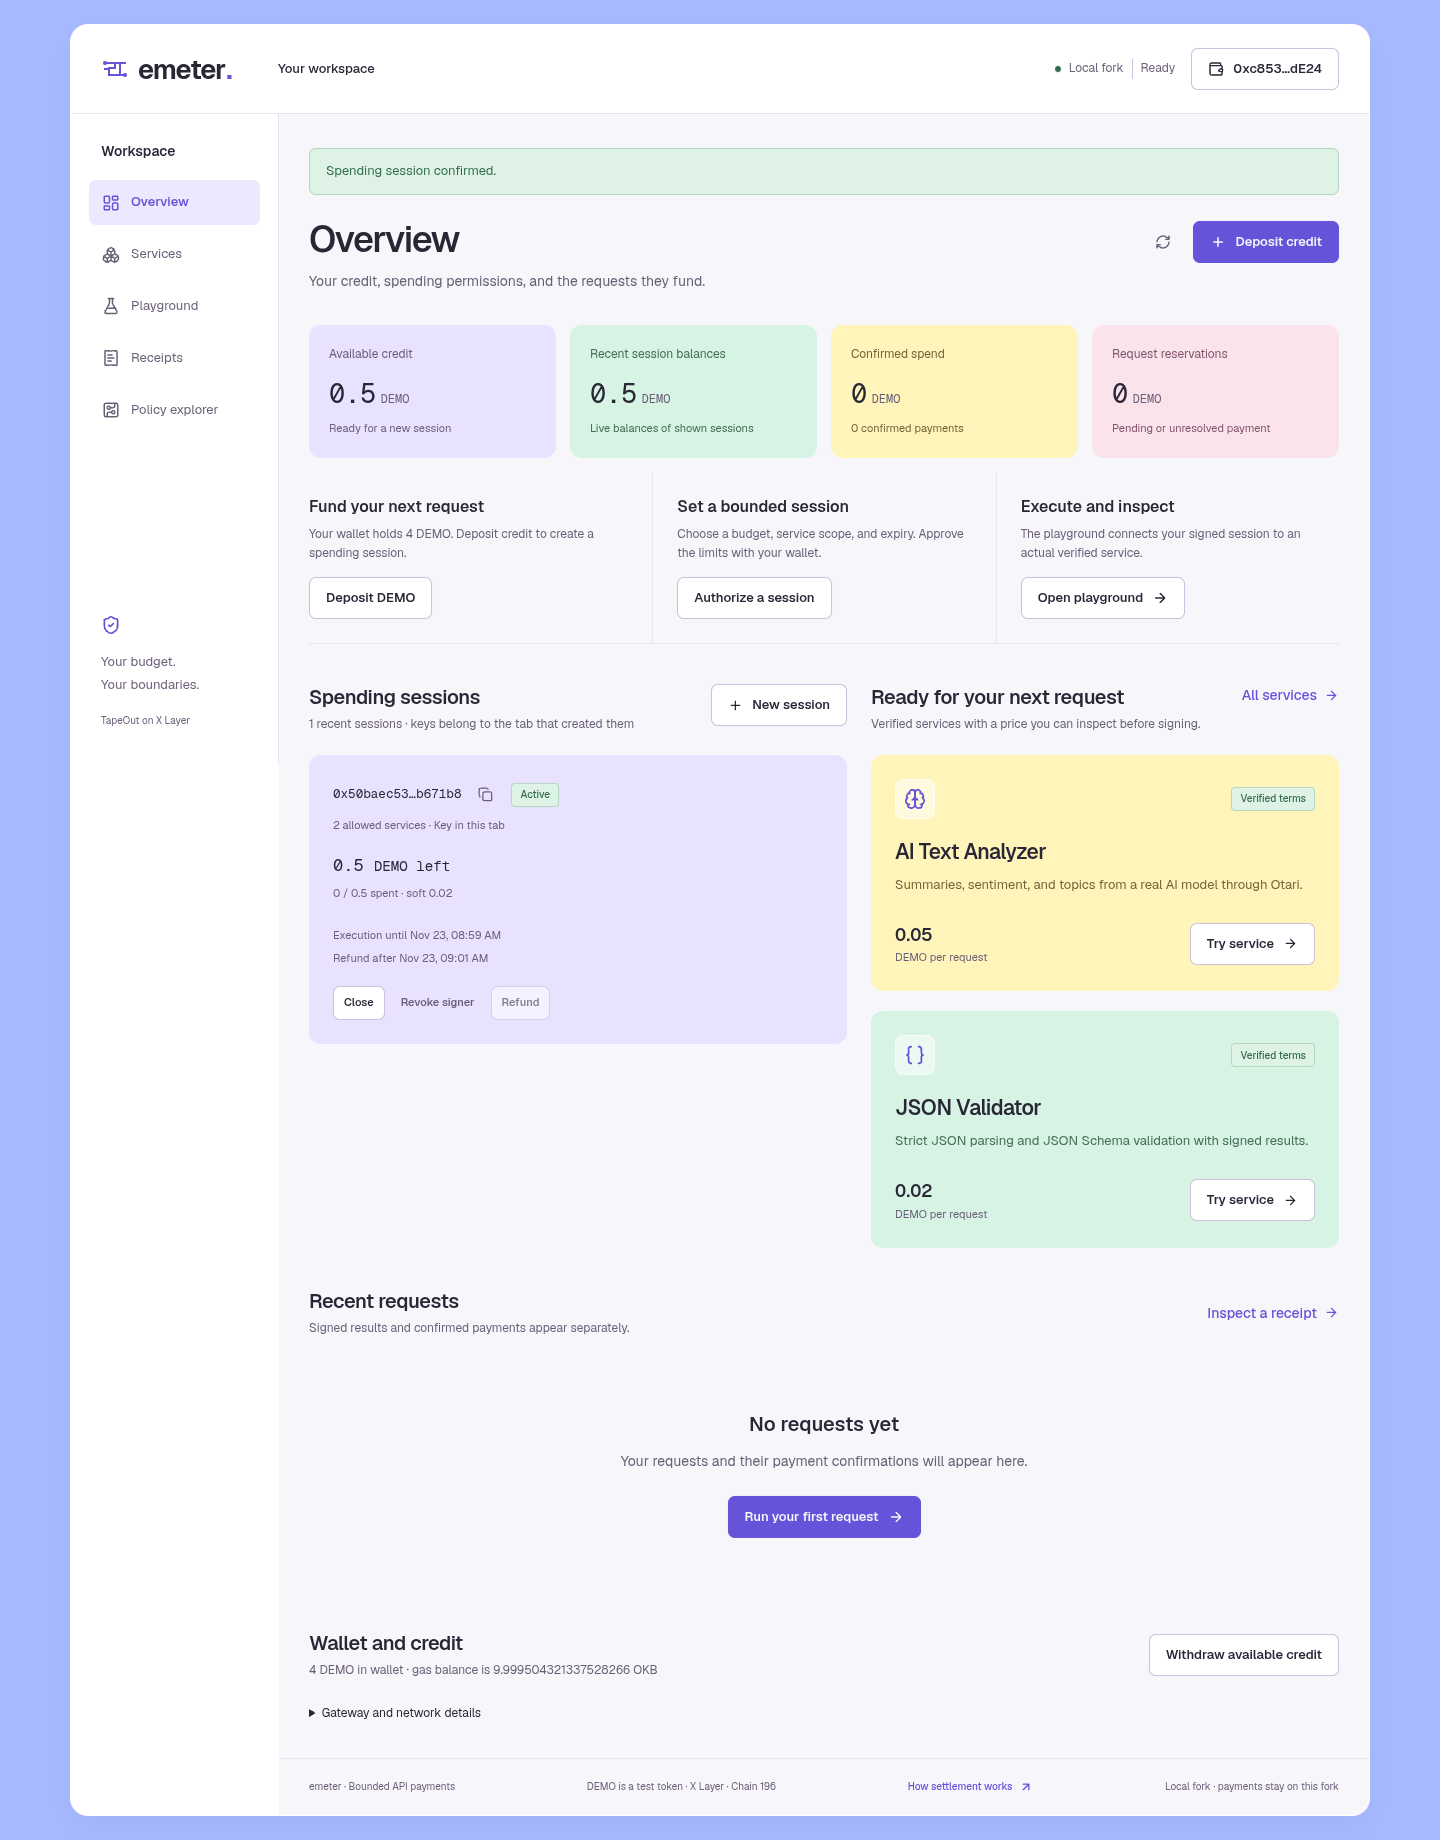 emeter.
Your workspace
Local fork
Ready
0xc853…dE24
Workspace
Overview
Services
Playground
Receipts
Policy explorer
Your budget.
Your boundaries.
TapeOut on X Layer
Spending session confirmed.
Overview
Deposit credit
Your credit, spending permissions, and the requests they fund.
Available credit
0.5 DEMO
Ready for a new session
Recent session balances
0.5 DEMO
Live balances of shown sessions
Confirmed spend
0 DEMO
0 confirmed payments
Request reservations
0 DEMO
Pending or unresolved payment
Fund your next request
Your wallet holds 4 DEMO. Deposit credit to create a
spending session.
Deposit DEMO
Set a bounded session
Choose a budget, service scope, and expiry. Approve
the limits with your wallet.
Authorize a session
Execute and inspect
The playground connects your signed session to an
actual verified service.
Open playground
Spending sessions
1 recent sessions · keys belong to the tab that created them
New session
0x50baec53…b671b8
Active
2 allowed services · Key in this tab
0.5 DEMO left
0 / 0.5 spent · soft 0.02
Execution until Nov 23, 08:59 AM
Refund after Nov 23, 09:01 AM
Close
Revoke signer
Refund
Ready for your next request
All services
Verified services with a price you can inspect before signing.
Verified terms
AI Text Analyzer
Summaries, sentiment, and topics from a real AI model through Otari.
0.05
DEMO per request
Try service
Verified terms
JSON Validator
Strict JSON parsing and JSON Schema validation with signed results.
0.02
DEMO per request
Try service
Recent requests
Signed results and confirmed payments appear separately.
Inspect a receipt
No requests yet
Your requests and their payment confirmations will appear here.
Run your first request
Wallet and credit
4 DEMO in wallet · gas balance is 9.999504321337528266 OKB
Withdraw available credit
Gateway and network details
emeter · Bounded API payments
DEMO is a test token · X Layer · Chain 196
How settlement works
Local fork · payments stay on this fork